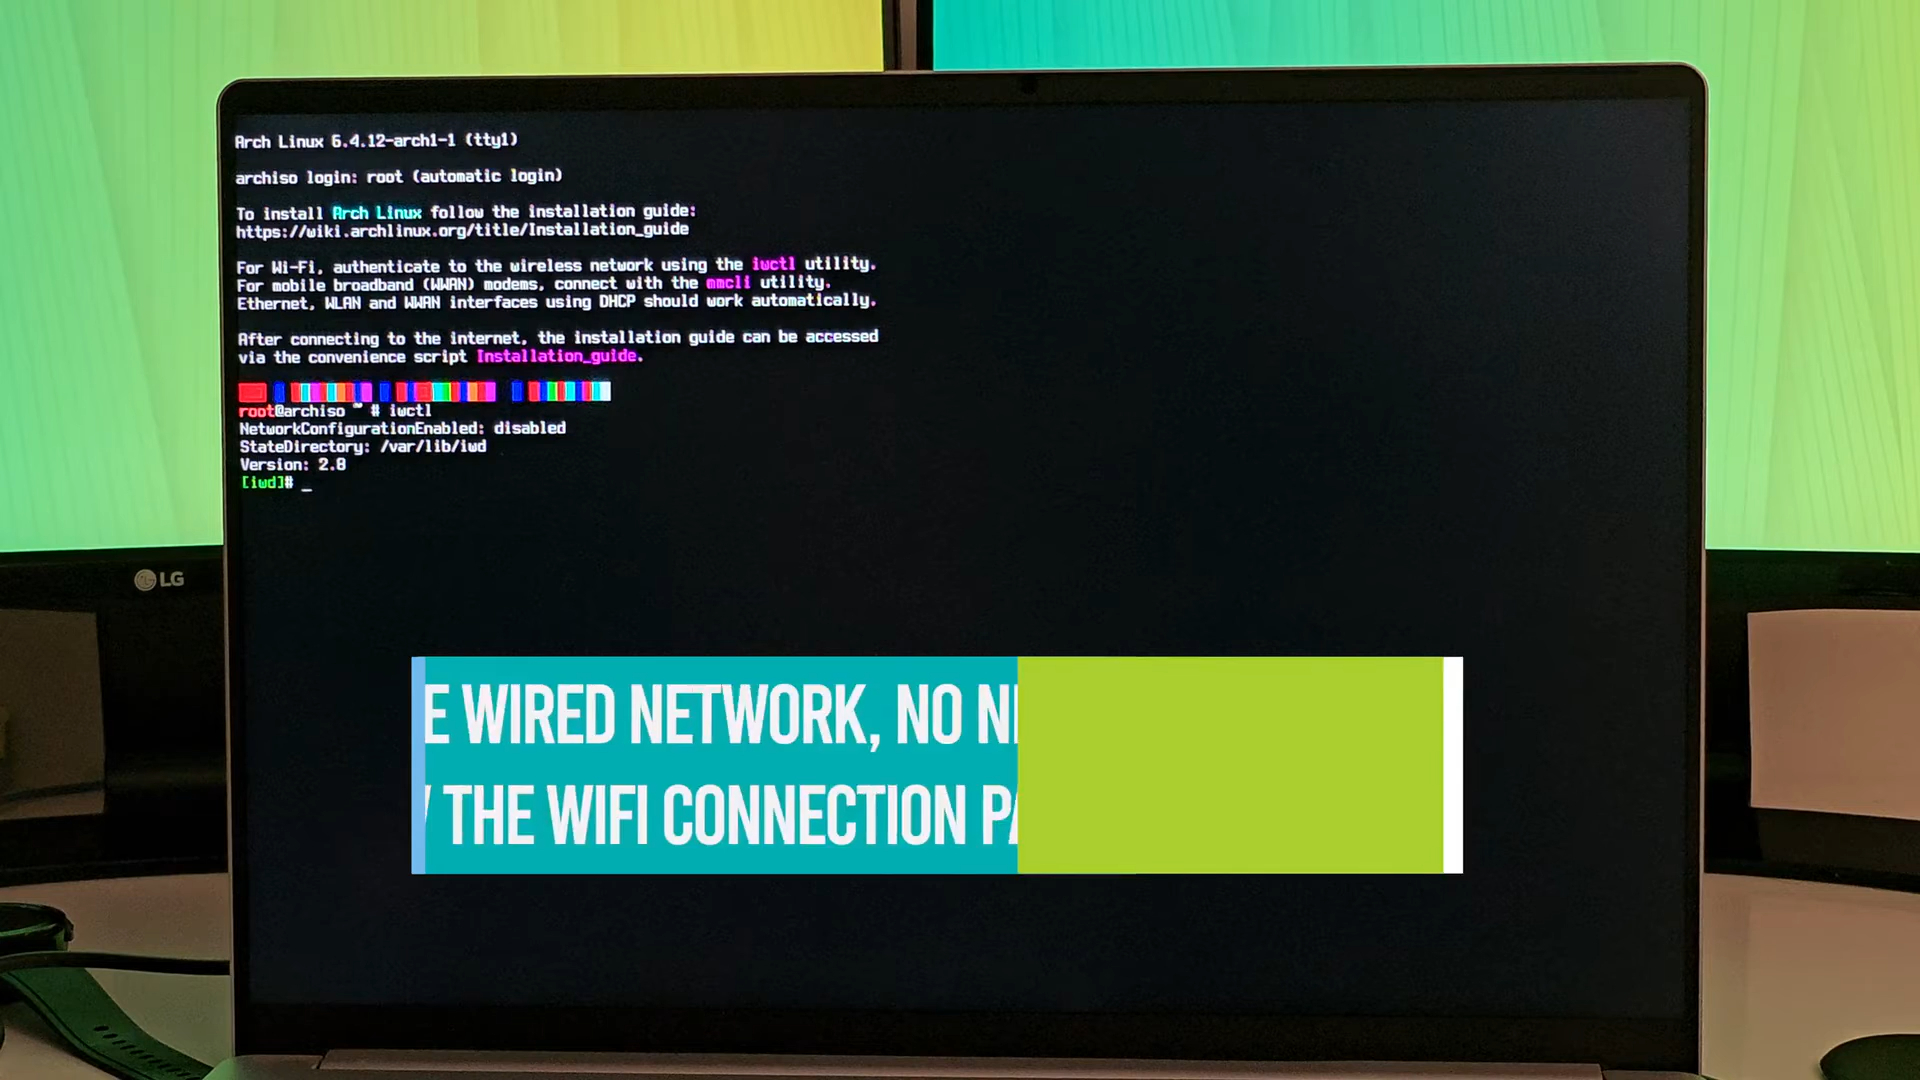 Arch Linux 6.4.12-arch1-1 (tty1)
archiso login: root (automatic login)
To install Arch Linux follow the installation guide:
https://wiki.archlinux.org/title/Installation_guide
For Wi-Fi, authenticate to the wireless network using the iwctl utility.
For mobile broadband (WWAN) modems, connect with the mmcli utility.
Ethernet, WLAN and WWAN interfaces using DHCP should work automatically.
After connecting to the internet, the installation guide can be accessed
via the convenience script Installation_guide.
root@archiso ~ # iwctl
NetworkConfigurationEnabled: disabled
StateDirectory: /var/lib/iwd
Version: 2.8
[iwd]# _
LG
E WIRED NETWORK, NO N
THE WIFI CONNECTION PA